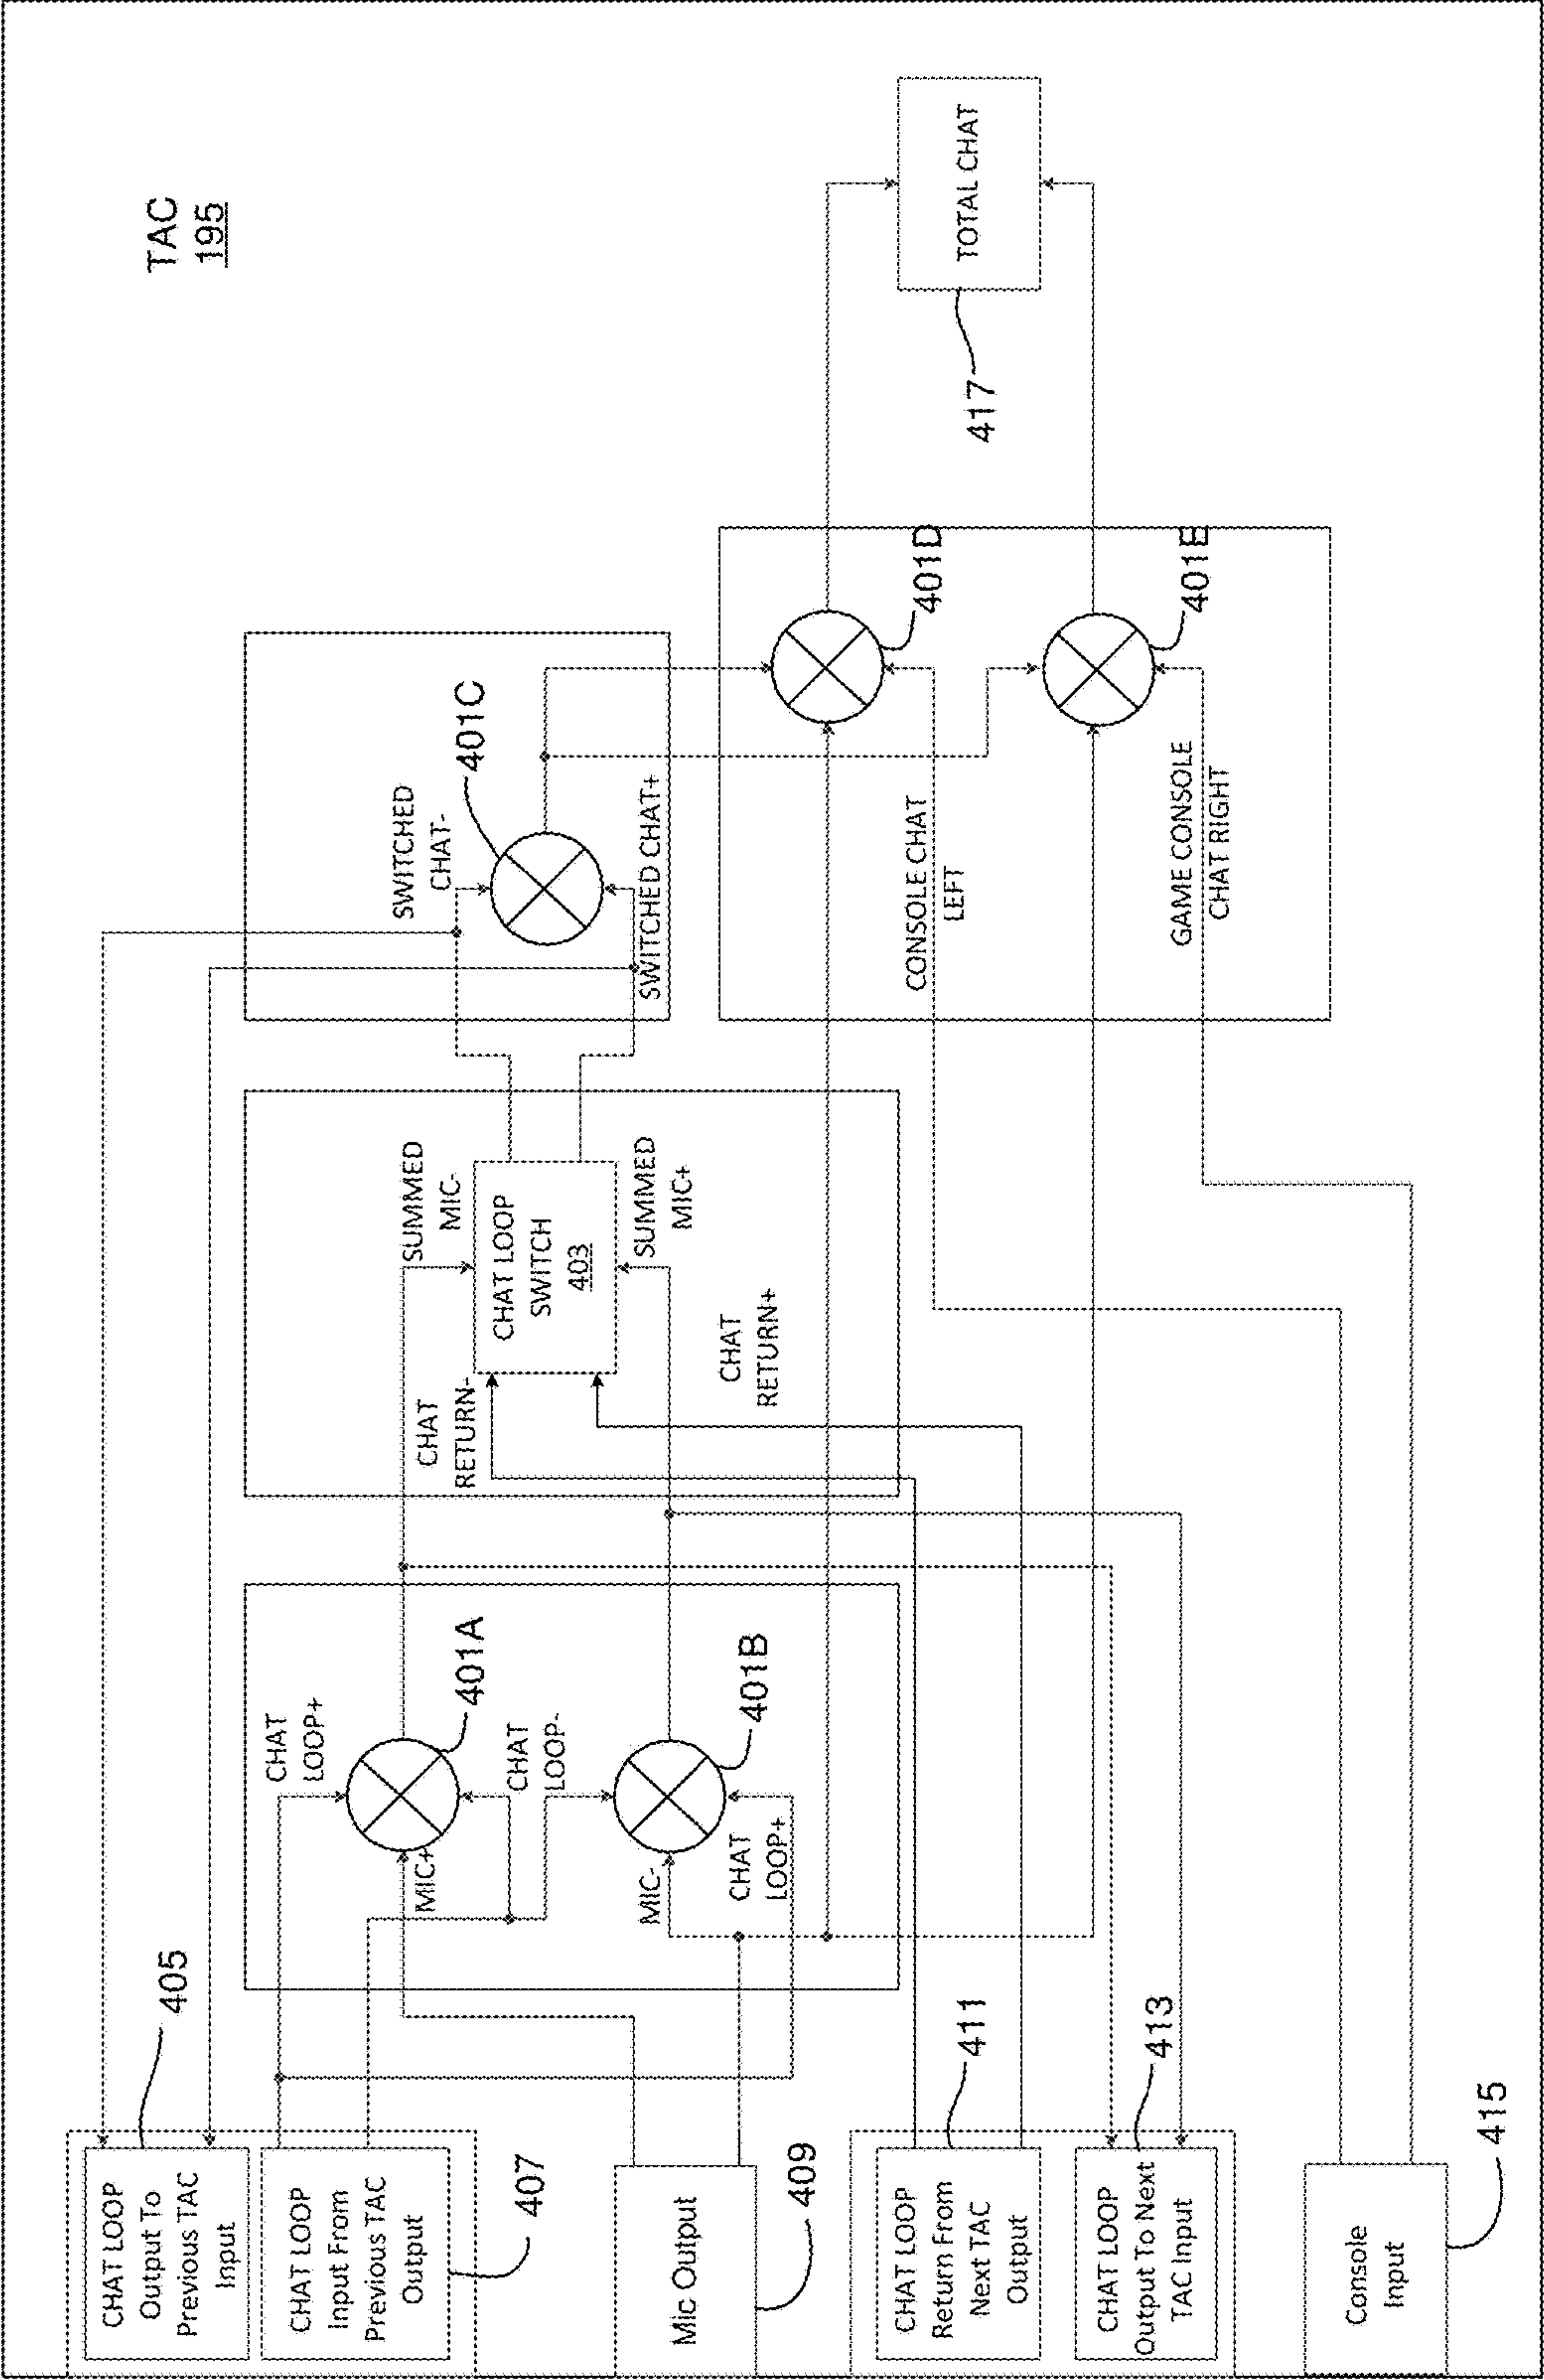 TAC
195
CHAT LOOP
Output To
Previous TAC
Input
405
CHAT LOOP
Input From
Previous TAC
Output
407
Mic Output
409
CHAT LOOP
Return From
Next TAC
Output
411
CHAT LOOP
Output To Next
TAC Input
413
Console
Input
415
CHAT
LOOP+
MIC+
401A
CHAT
LOOP-
MIC-
CHAT
LOOP+
401B
CHAT
RETURN-
SUMMED
MIC-
CHAT LOOP
SWITCH
403
SUMMED
MIC+
CHAT
RETURN+
SWITCHED
CHAT-
401C
SWITCHED CHAT+
CONSOLE CHAT
LEFT
401D
GAME CONSOLE
CHAT RIGHT
401E
TOTAL CHAT
417